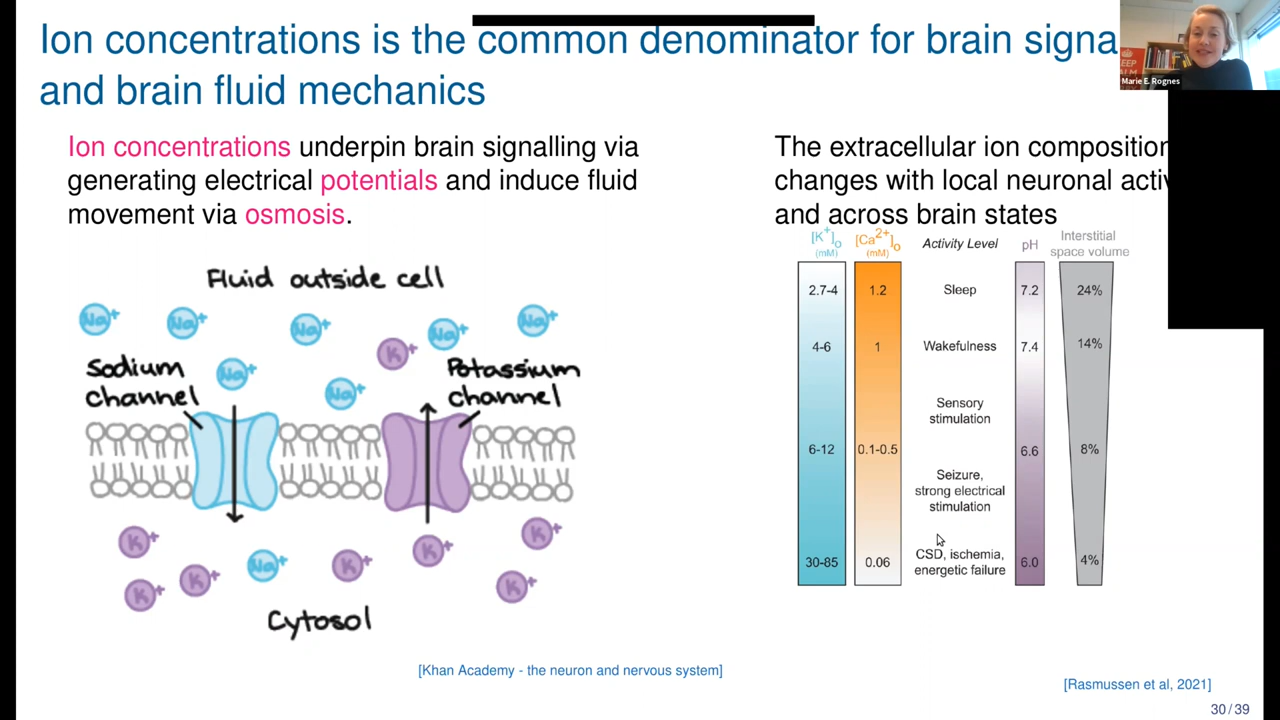 Ion concentrations is the common denominator for brain signa
and brain fluid mechanics
Marie E. Rognes
Ion concentrations underpin brain signalling via
generating electrical potentials and induce fluid
movement via osmosis.
Fluid outside cell
Na+ Na+ Na+ Na+ Na+
K+
Na+ Na+
Sodium
channel
Potassium
channel
K+ Na+ K+ K+ K+
K+ K+ K+
Cytosol
[Khan Academy - the neuron and nervous system]
The extracellular ion composition
changes with local neuronal activ
and across brain states
[K+]o [Ca2+]o Activity Level pH Interstitial
(mM) (mM) space volume
2.7-4 1.2 Sleep 7.2 24%
4-6 1 Wakefulness 7.4 14%
Sensory
stimulation
6-12 0.1-0.5 6.6 8%
Seizure,
strong electrical
stimulation
30-85 0.06 CSD, ischemia, 6.0 4%
energetic failure
[Rasmussen et al, 2021]
30 / 39